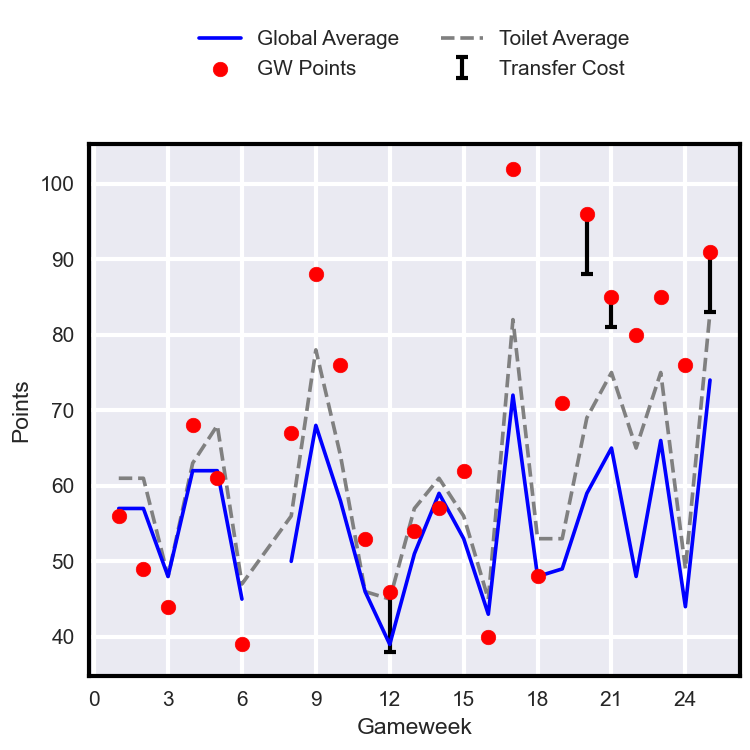 Global Average
Toilet Average
GW Points
Transfer Cost
100
90
80
70
60
50
40
Points
0 3 6 9 12 15 18 21 24
Gameweek